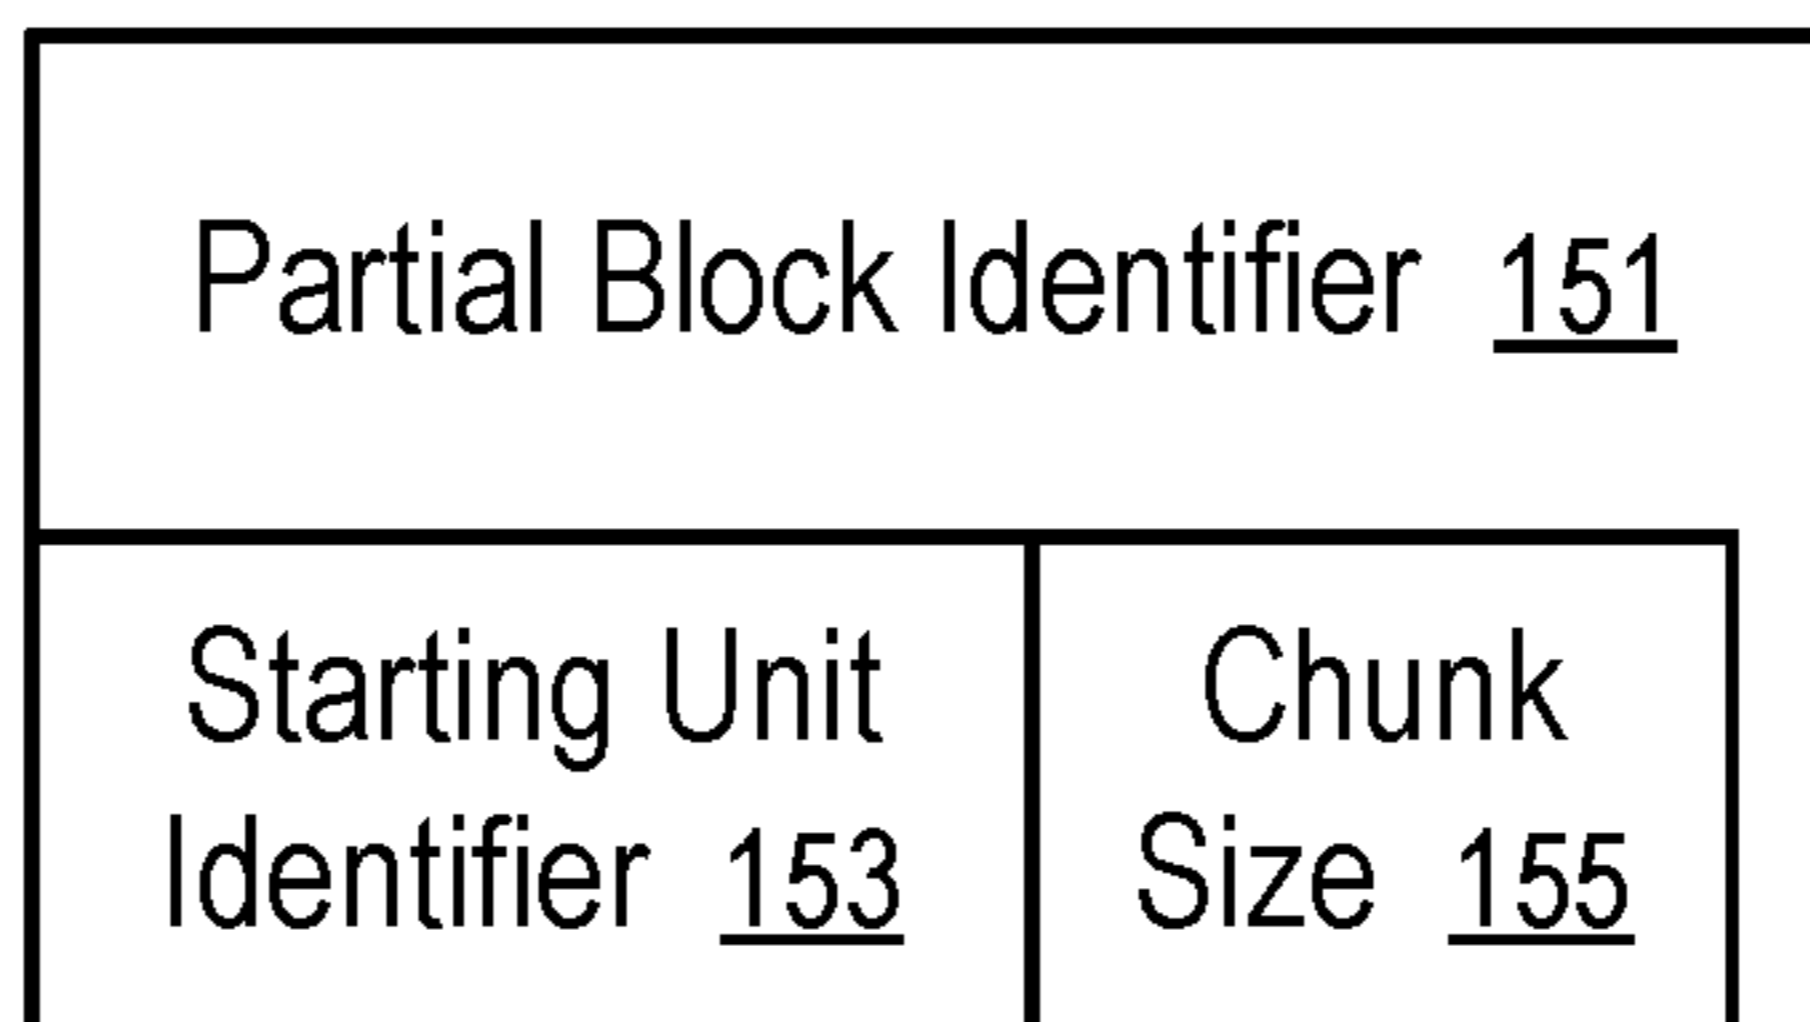 Partial Block Identifier 151
Starting Unit
Identifier 153
Chunk
Size 155